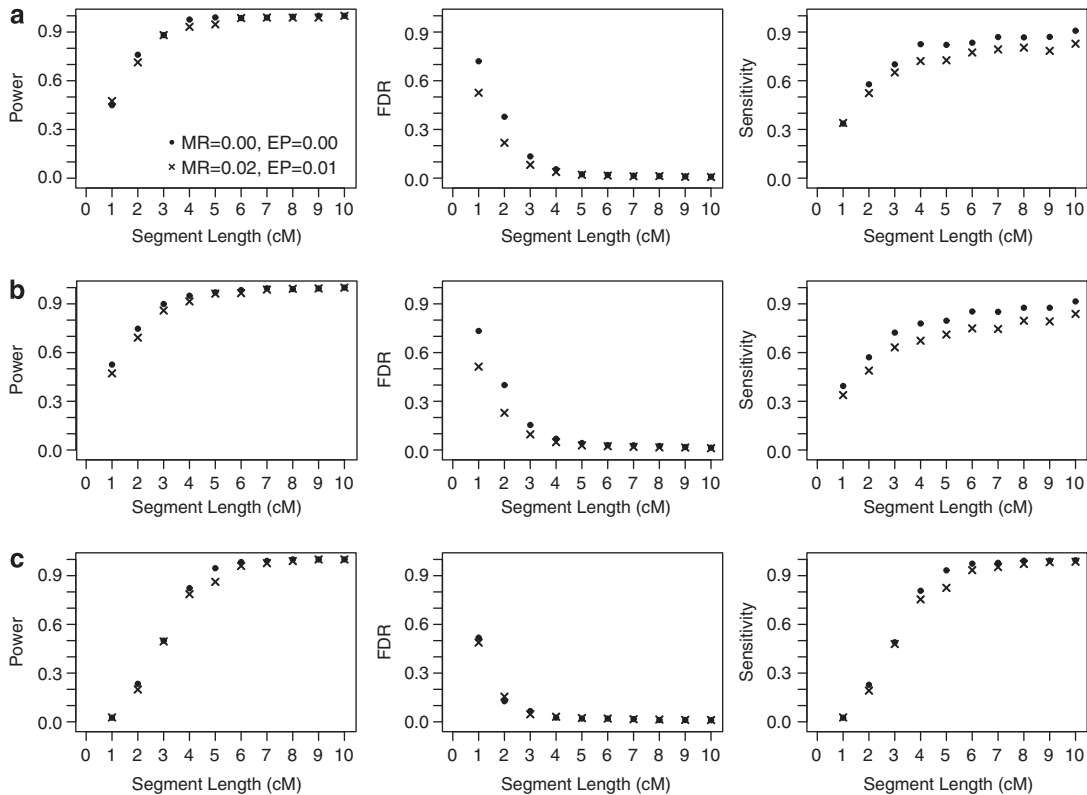 a
Power
0.9
0.6
0.3
0.0
• MR=0.00, EP=0.00
× MR=0.02, EP=0.01
0 1 2 3 4 5 6 7 8 9 10
Segment Length (cM)
FDR
0.9
0.6
0.3
0.0
0 1 2 3 4 5 6 7 8 9 10
Segment Length (cM)
Sensitivity
0.9
0.6
0.3
0.0
0 1 2 3 4 5 6 7 8 9 10
Segment Length (cM)
b
Power
0.9
0.6
0.3
0.0
0 1 2 3 4 5 6 7 8 9 10
Segment Length (cM)
FDR
0.9
0.6
0.3
0.0
0 1 2 3 4 5 6 7 8 9 10
Segment Length (cM)
Sensitivity
0.9
0.6
0.3
0.0
0 1 2 3 4 5 6 7 8 9 10
Segment Length (cM)
c
Power
0.9
0.6
0.3
0.0
0 1 2 3 4 5 6 7 8 9 10
Segment Length (cM)
FDR
0.9
0.6
0.3
0.0
0 1 2 3 4 5 6 7 8 9 10
Segment Length (cM)
Sensitivity
0.9
0.6
0.3
0.0
0 1 2 3 4 5 6 7 8 9 10
Segment Length (cM)